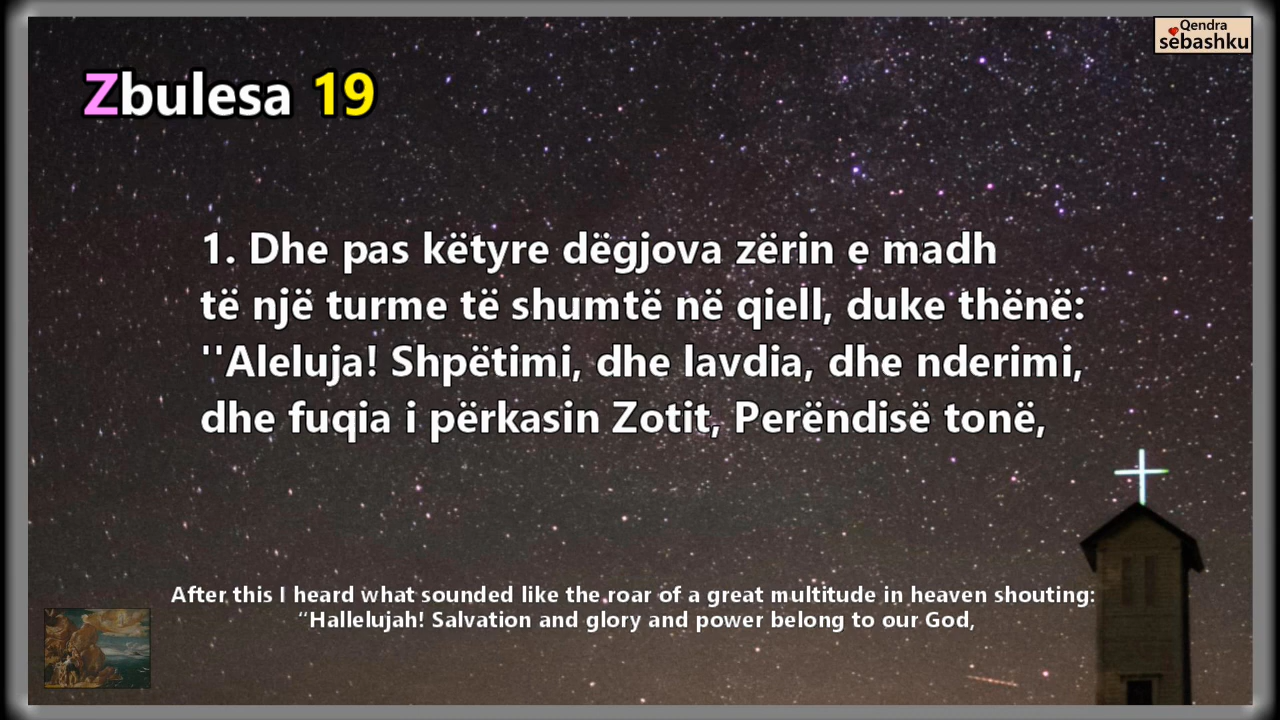 Qendra
sebashku
Zbulesa 19
1. Dhe pas këtyre dëgjova zërin e madh
të një turme të shumtë në qiell, duke thënë:
''Aleluja! Shpëtimi, dhe lavdia, dhe nderimi,
dhe fuqia i përkasin Zotit, Perëndisë tonë,
After this I heard what sounded like the roar of a great multitude in heaven shouting:
“Hallelujah! Salvation and glory and power belong to our God,